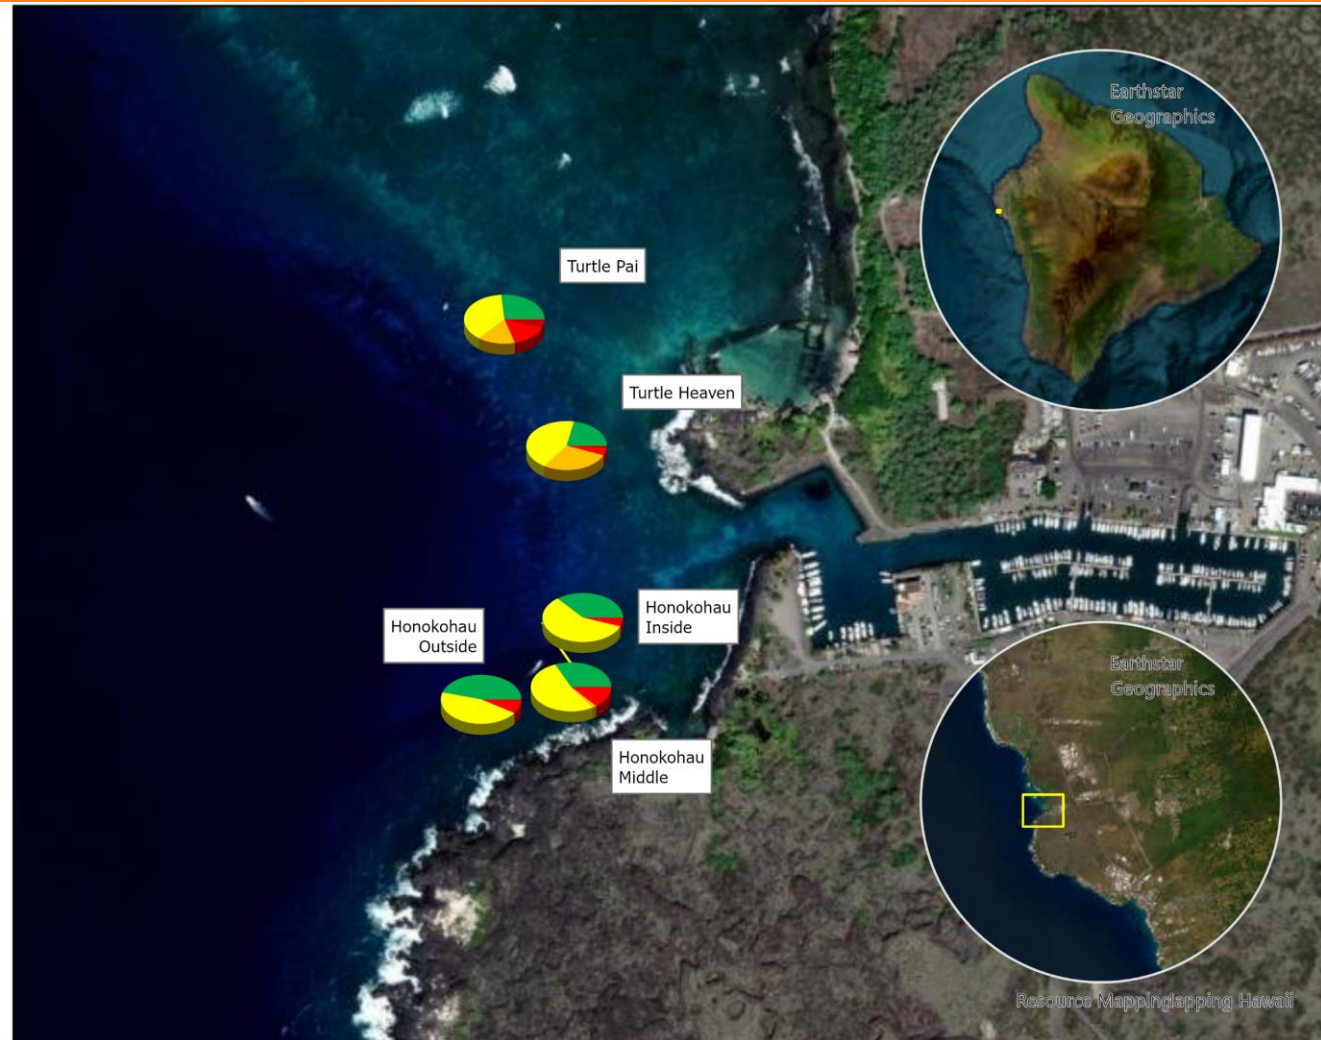 Earthstar
Geographics
Turtle Pai
Turtle Heaven
Honokohau
Inside
Honokohau
Outside
Earthstar
Geographics
Honokohau
Middle
Resource Mappinglapping Hawaii